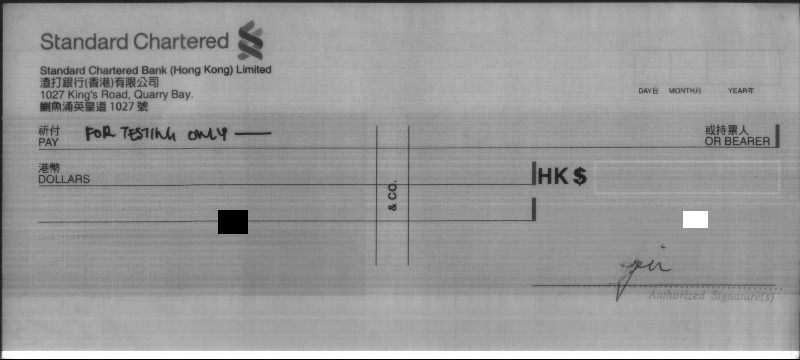 Standard Chartered
Standard Chartered Bank (Hong Kong) Limited
渣打銀行(香港)有限公司
1027 King's Road, Quarry Bay.
鰂魚涌英皇道 1027 號
DAY日 MONTH月 YEAR年
祈付
PAY
FOR TESTING ONLY
或持票人
OR BEARER
港幣
DOLLARS
& CO.
HK $
Authorized Signature(s)